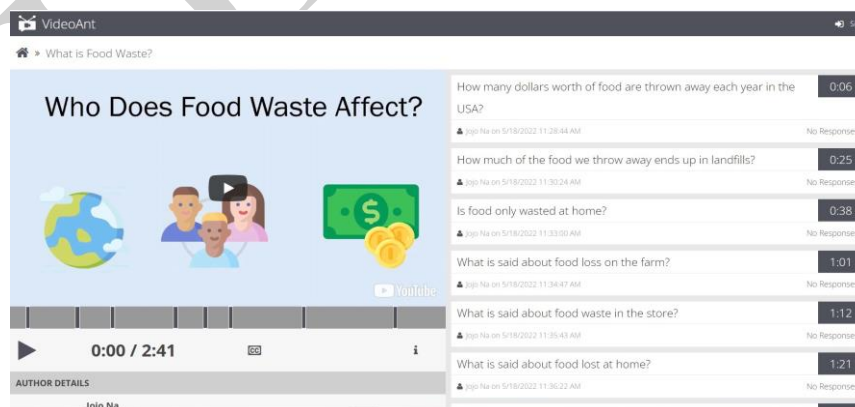 VideoAnt
» What is Food Waste?
Who Does Food Waste Affect?
YouTube
0:00 / 2:41
CC
i
AUTHOR DETAILS
Jojo Na
How many dollars worth of food are thrown away each year in the
USA?
0:06
Jojo Na on 5/18/2022 11:28:44 AM
No Response
How much of the food we throw away ends up in landfills?
0:25
Jojo Na on 5/18/2022 11:30:24 AM
No Response
Is food only wasted at home?
0:38
Jojo Na on 5/18/2022 11:33:00 AM
No Response
What is said about food loss on the farm?
1:01
Jojo Na on 5/18/2022 11:34:47 AM
No Response
What is said about food waste in the store?
1:12
Jojo Na on 5/18/2022 11:35:43 AM
No Response
What is said about food lost at home?
1:21
Jojo Na on 5/18/2022 11:36:22 AM
No Response